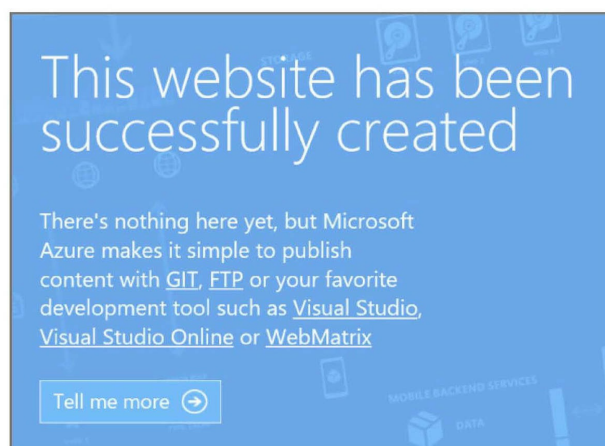 STORAGE
This website has been
successfully created
There's nothing here yet, but Microsoft
Azure makes it simple to publish
content with GIT, FTP or your favorite
development tool such as Visual Studio,
Visual Studio Online or WebMatrix
Tell me more
MOBILE BACKEND SERVICES
DATA